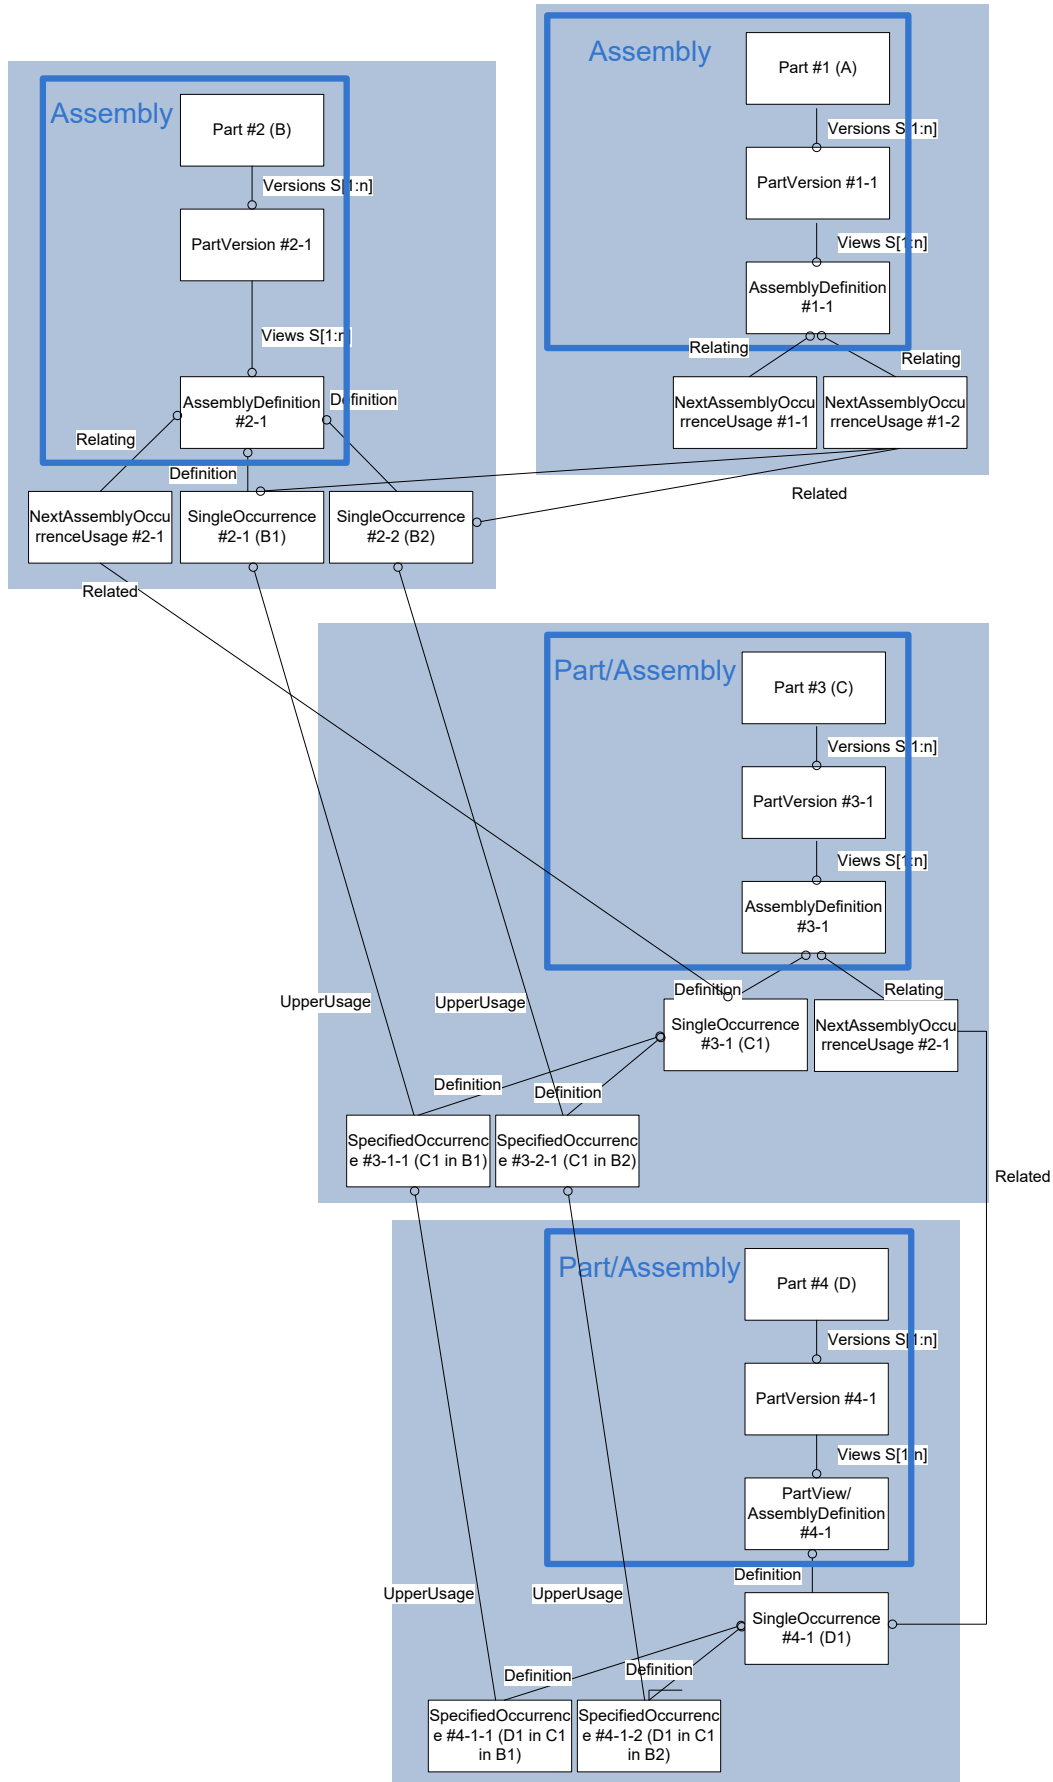 Assembly
Part #1 (A)
Versions S[1:n]
PartVersion #1-1
Views S[1:n]
AssemblyDefinition
#1-1
Relating
Relating
NextAssemblyOccu
rrenceUsage #1-1
NextAssemblyOccu
rrenceUsage #1-2
Related
Assembly
Part #2 (B)
Versions S[1:n]
PartVersion #2-1
Views S[1:n]
AssemblyDefinition
#2-1
Definition
Relating
Definition
NextAssemblyOccu
rrenceUsage #2-1
SingleOccurrence
#2-1 (B1)
SingleOccurrence
#2-2 (B2)
Related
Part/Assembly
Part #3 (C)
Versions S[1:n]
PartVersion #3-1
Views S[1:n]
AssemblyDefinition
#3-1
Definition
Relating
UpperUsage
UpperUsage
SingleOccurrence
#3-1 (C1)
NextAssemblyOccu
rrenceUsage #2-1
Definition
Definition
SpecifiedOccurrenc
e #3-1-1 (C1 in B1)
SpecifiedOccurrenc
e #3-2-1 (C1 in B2)
Related
Part/Assembly
Part #4 (D)
Versions S[1:n]
PartVersion #4-1
Views S[1:n]
PartView/
AssemblyDefinition
#4-1
Definition
UpperUsage
UpperUsage
SingleOccurrence
#4-1 (D1)
Definition
Definition
SpecifiedOccurrenc
e #4-1-1 (D1 in C1
in B1)
SpecifiedOccurrenc
e #4-1-2 (D1 in C1
in B2)